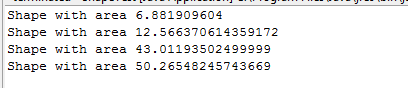 Shape with area 6.881909604
Shape with area 12.566370614359172
Shape with area 43.01193502499999
Shape with area 50.26548245743669